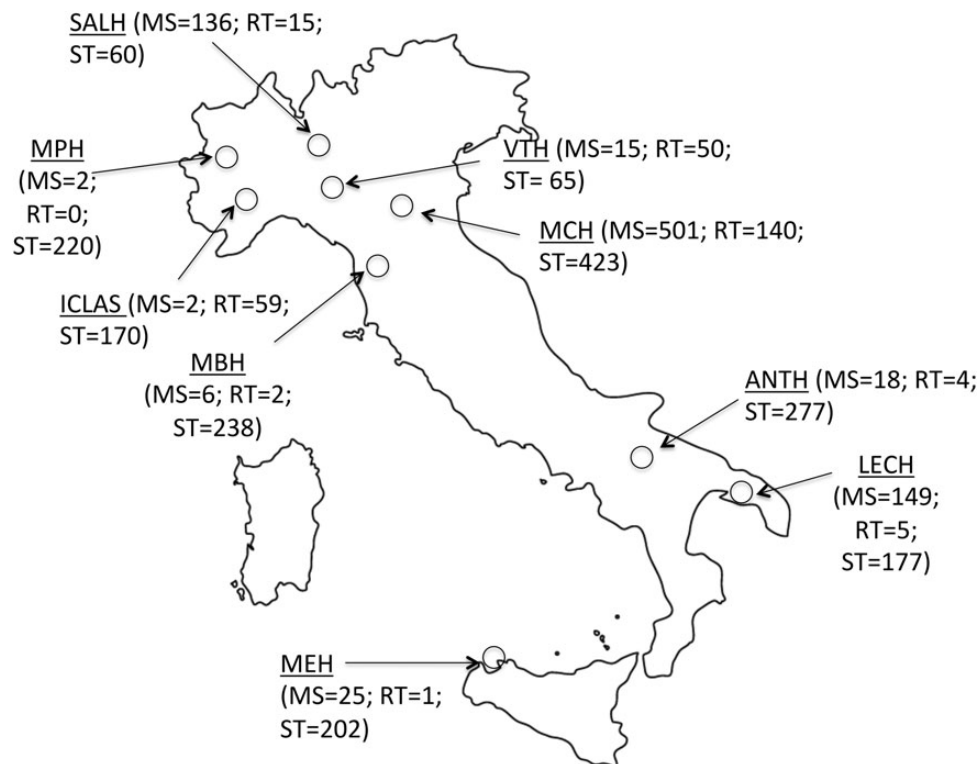 SALH (MS=136; RT=15;
ST=60)
MPH
(MS=2;
RT=0;
ST=220)
VTH (MS=15; RT=50;
ST= 65)
MCH (MS=501; RT=140;
ST=423)
ICLAS (MS=2; RT=59;
ST=170)
MBH
(MS=6; RT=2;
ST=238)
ANTH (MS=18; RT=4;
ST=277)
LECH
(MS=149;
RT=5;
ST=177)
MEH
(MS=25; RT=1;
ST=202)